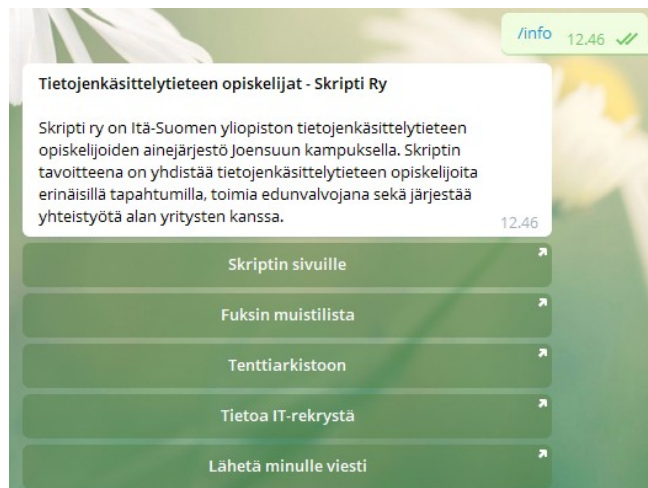 /info 12.46
Tietojenkäsittelytieteen opiskelijat - Skripti Ry
Skripti ry on Itä-Suomen yliopiston tietojenkäsittelytieteen
opiskelijoiden ainejärjestö Joensuun kampuksella. Skriptin
tavoitteena on yhdistää tietojenkäsittelytieteen opiskelijoita
erinäisillä tapahtumilla, toimia edunvalvojana sekä järjestää
yhteistyötä alan yritysten kanssa.
12.46
Skriptin sivuille
Fuksin muistilista
Tenttiarkistoon
Tietoa IT-rekrystä
Lähetä minulle viesti